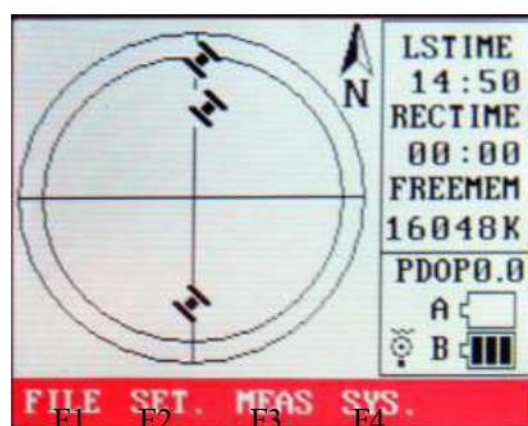 N
LSTIME
14:50
RECTIME
00:00
FREEMEM
16048K
PDOP0.0
A
B
FILE SET. MEAS SYS.
F1 F2 F3 F4